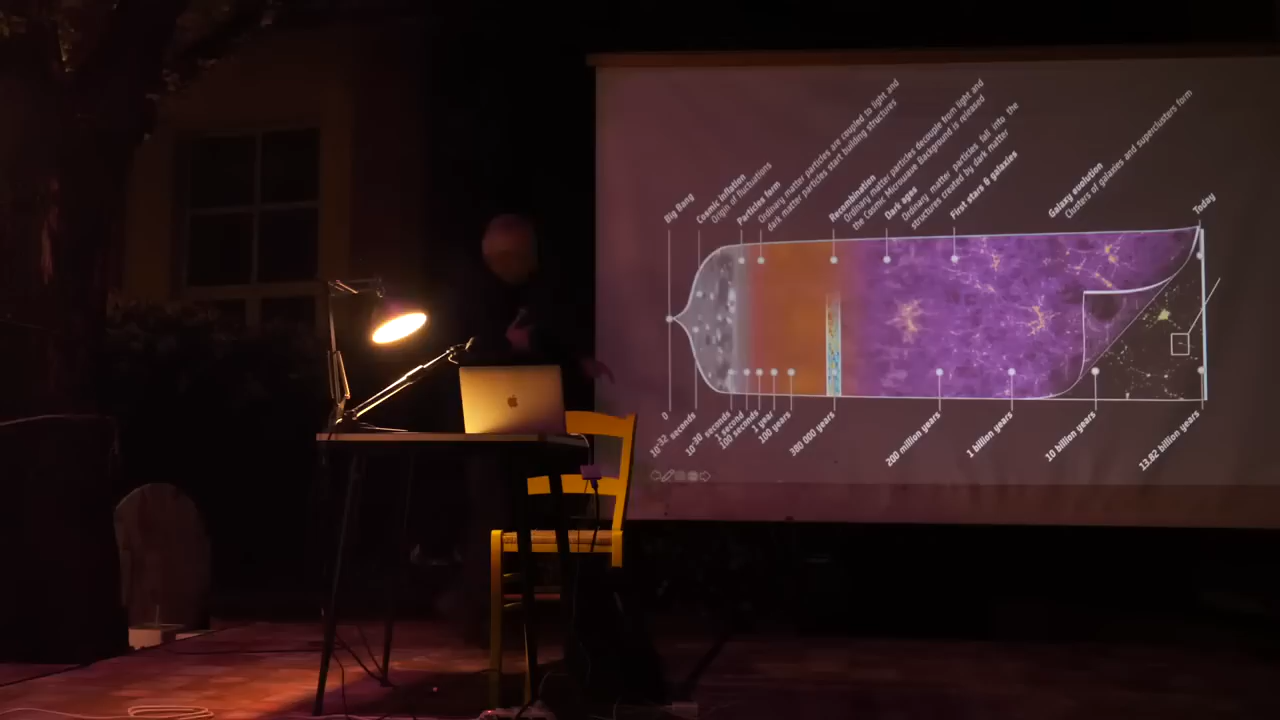 Big Bang
Cosmic Inflation
Origin of fluctuations
Particles form
Ordinary matter particles are coupled to light and
dark matter particles start building structures
Recombination
Ordinary matter particles decouple from light and
the Cosmic Microwave Background is released
Dark ages
Ordinary matter particles fall into the
structures created by dark matter
First stars & galaxies
Galaxy evolution
Clusters of galaxies and superclusters form
Today
0
10-32 seconds
10-30 seconds
1 second
100 seconds
1 year
100 years
380 000 years
200 million years
1 billion years
10 billion years
13.82 billion years